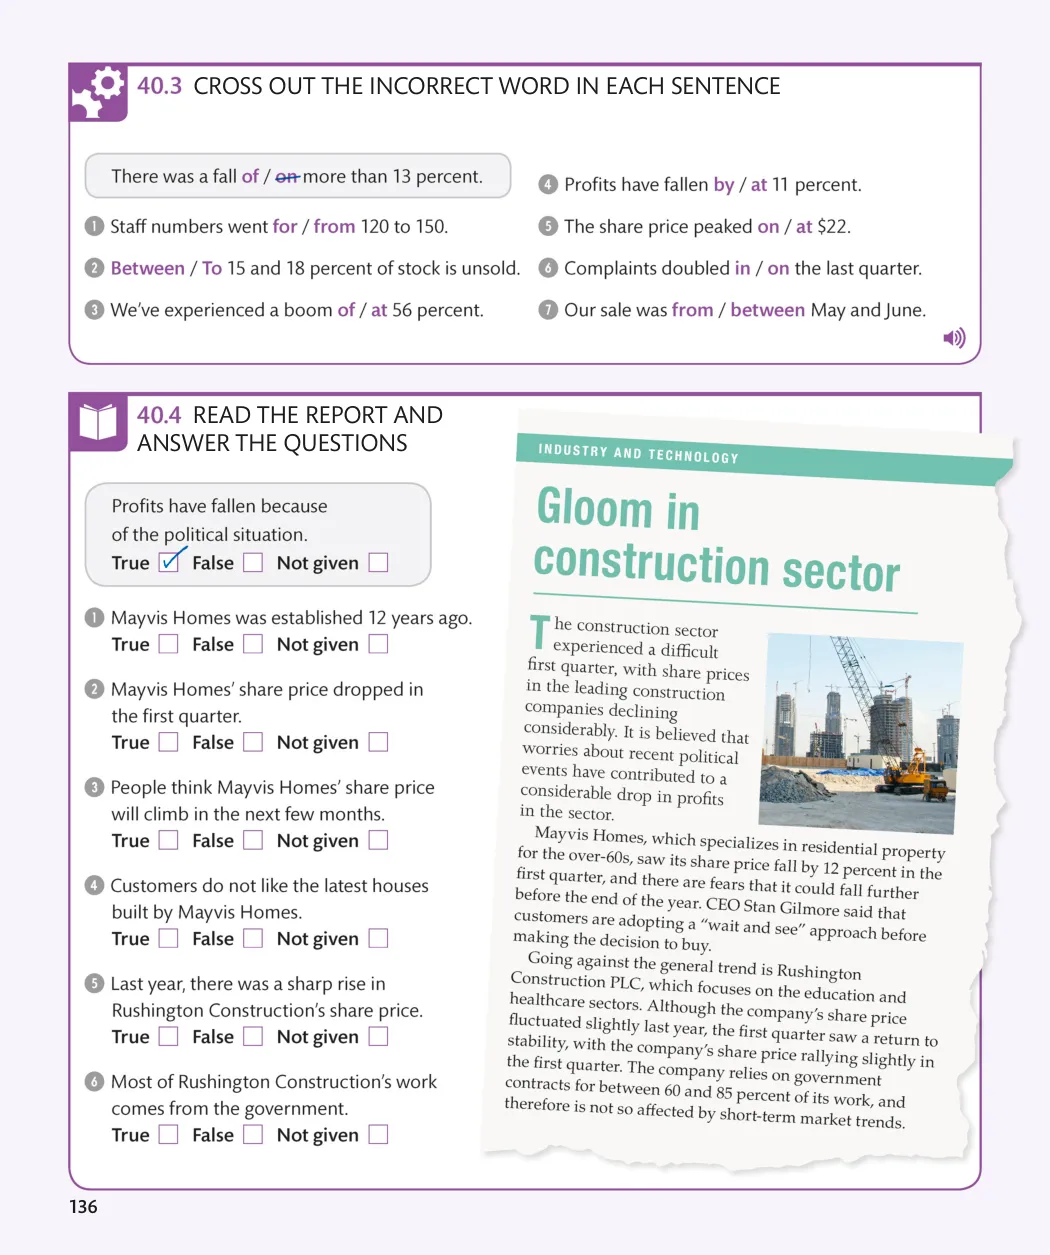 40.3 CROSS OUT THE INCORRECT WORD IN EACH SENTENCE
There was a fall of / on more than 13 percent.
1 Staff numbers went for / from 120 to 150.
2 Between / To 15 and 18 percent of stock is unsold.
3 We’ve experienced a boom of / at 56 percent.
4 Profits have fallen by / at 11 percent.
5 The share price peaked on / at $22.
6 Complaints doubled in / on the last quarter.
7 Our sale was from / between May and June.
40.4 READ THE REPORT AND
ANSWER THE QUESTIONS
Profits have fallen because
of the political situation.
True False Not given
1 Mayvis Homes was established 12 years ago.
True False Not given
2 Mayvis Homes’ share price dropped in
the first quarter.
True False Not given
3 People think Mayvis Homes’ share price
will climb in the next few months.
True False Not given
4 Customers do not like the latest houses
built by Mayvis Homes.
True False Not given
5 Last year, there was a sharp rise in
Rushington Construction’s share price.
True False Not given
6 Most of Rushington Construction’s work
comes from the government.
True False Not given
INDUSTRY AND TECHNOLOGY
Gloom in
construction sector
The construction sector
experienced a difficult
first quarter, with share prices
in the leading construction
companies declining
considerably. It is believed that
worries about recent political
events have contributed to a
considerable drop in profits
in the sector.
Mayvis Homes, which specializes in residential property
for the over-60s, saw its share price fall by 12 percent in the
first quarter, and there are fears that it could fall further
before the end of the year. CEO Stan Gilmore said that
customers are adopting a “wait and see” approach before
making the decision to buy.
Going against the general trend is Rushington
Construction PLC, which focuses on the education and
healthcare sectors. Although the company’s share price
fluctuated slightly last year, the first quarter saw a return to
stability, with the company’s share price rallying slightly in
the first quarter. The company relies on government
contracts for between 60 and 85 percent of its work, and
therefore is not so affected by short-term market trends.
136